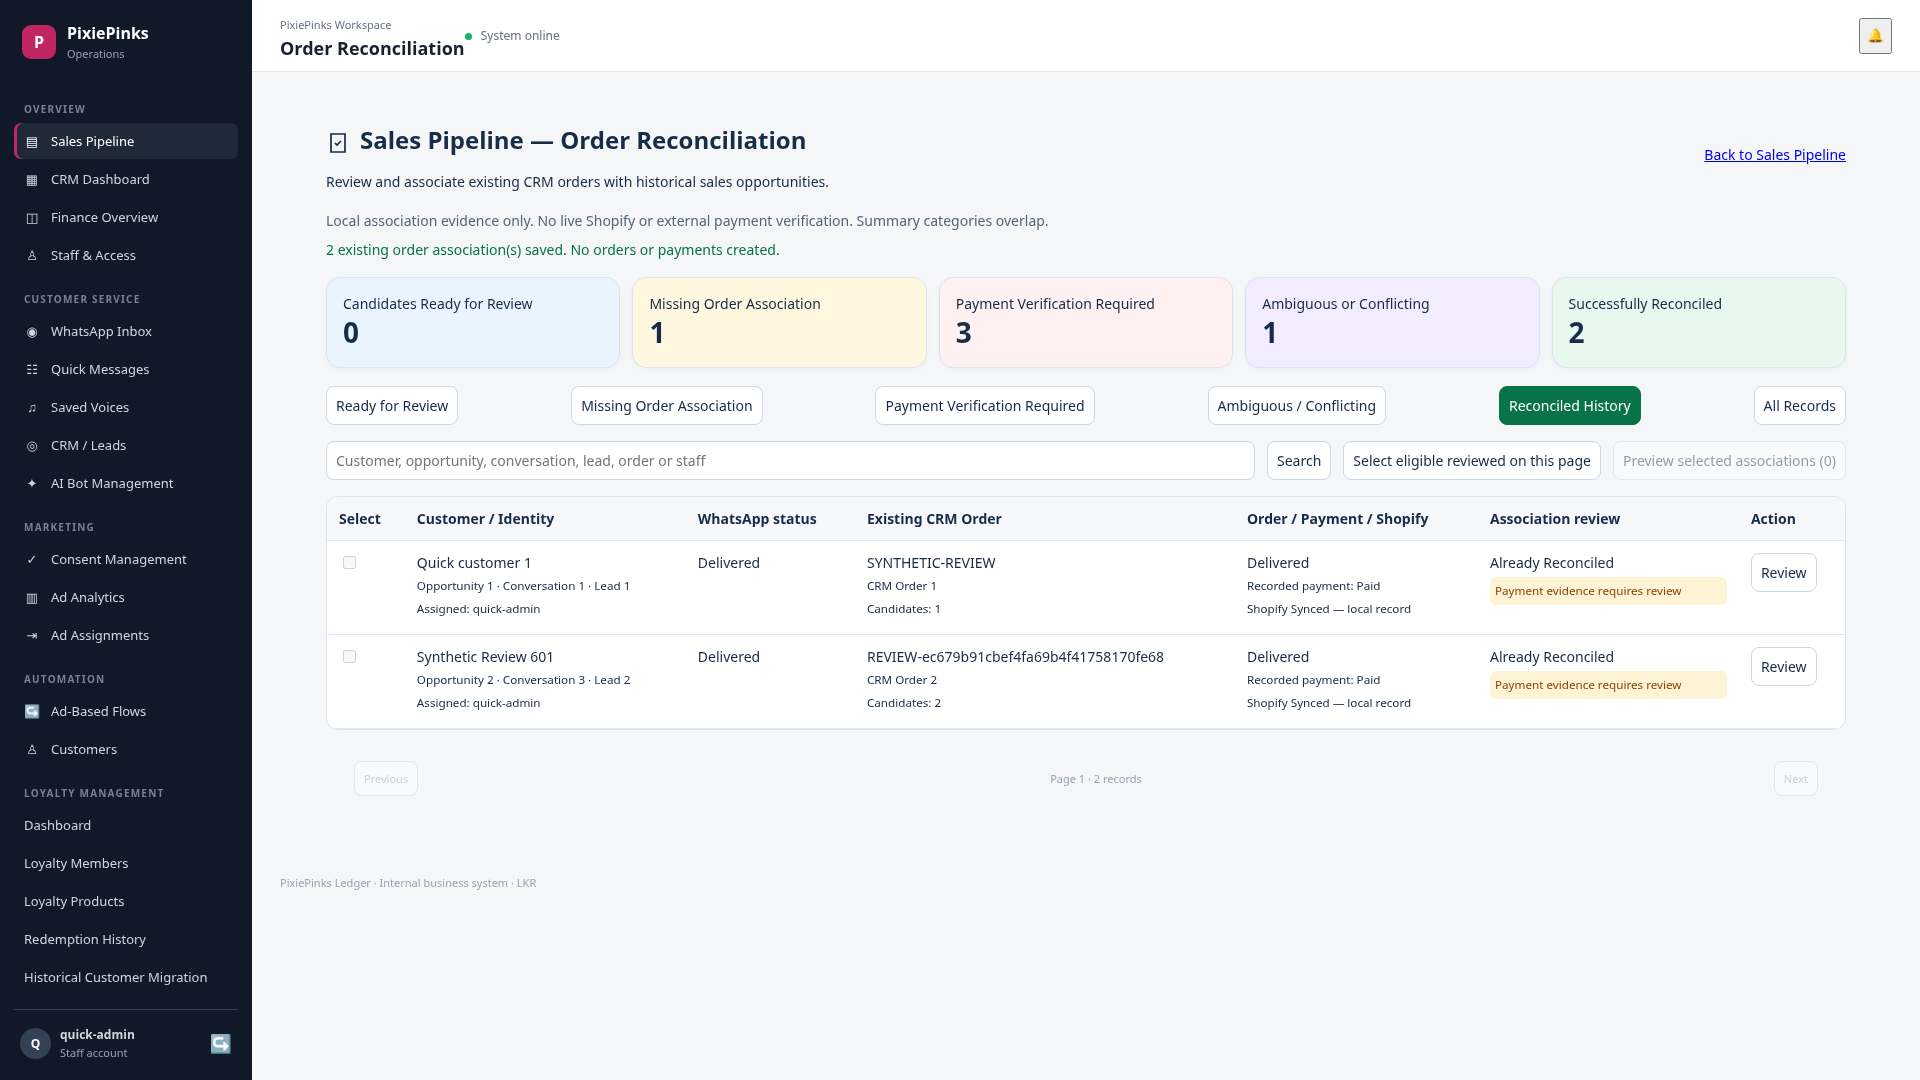 P
PixiePinks
Operations
OVERVIEW
Sales Pipeline
CRM Dashboard
Finance Overview
Staff & Access
CUSTOMER SERVICE
WhatsApp Inbox
Quick Messages
Saved Voices
CRM / Leads
AI Bot Management
MARKETING
Consent Management
Ad Analytics
Ad Assignments
AUTOMATION
Ad-Based Flows
Customers
LOYALTY MANAGEMENT
Dashboard
Loyalty Members
Loyalty Products
Redemption History
Historical Customer Migration
Q
quick-admin
Staff account
PixiePinks Workspace
Order Reconciliation
System online
Sales Pipeline — Order Reconciliation
Back to Sales Pipeline
Review and associate existing CRM orders with historical sales opportunities.
Local association evidence only. No live Shopify or external payment verification. Summary categories overlap.
2 existing order association(s) saved. No orders or payments created.
Candidates Ready for Review
0
Missing Order Association
1
Payment Verification Required
3
Ambiguous or Conflicting
1
Successfully Reconciled
2
Ready for Review
Missing Order Association
Payment Verification Required
Ambiguous / Conflicting
Reconciled History
All Records
Customer, opportunity, conversation, lead, order or staff
Search
Select eligible reviewed on this page
Preview selected associations (0)
Select
Customer / Identity
WhatsApp status
Existing CRM Order
Order / Payment / Shopify
Association review
Action
Quick customer 1
Opportunity 1 · Conversation 1 · Lead 1
Assigned: quick-admin
Delivered
SYNTHETIC-REVIEW
CRM Order 1
Candidates: 1
Delivered
Recorded payment: Paid
Shopify Synced — local record
Already Reconciled
Payment evidence requires review
Review
Synthetic Review 601
Opportunity 2 · Conversation 3 · Lead 2
Assigned: quick-admin
Delivered
REVIEW-ec679b91cbef4fa69b4f41758170fe68
CRM Order 2
Candidates: 2
Delivered
Recorded payment: Paid
Shopify Synced — local record
Already Reconciled
Payment evidence requires review
Review
Previous
Page 1 · 2 records
Next
PixiePinks Ledger · Internal business system · LKR